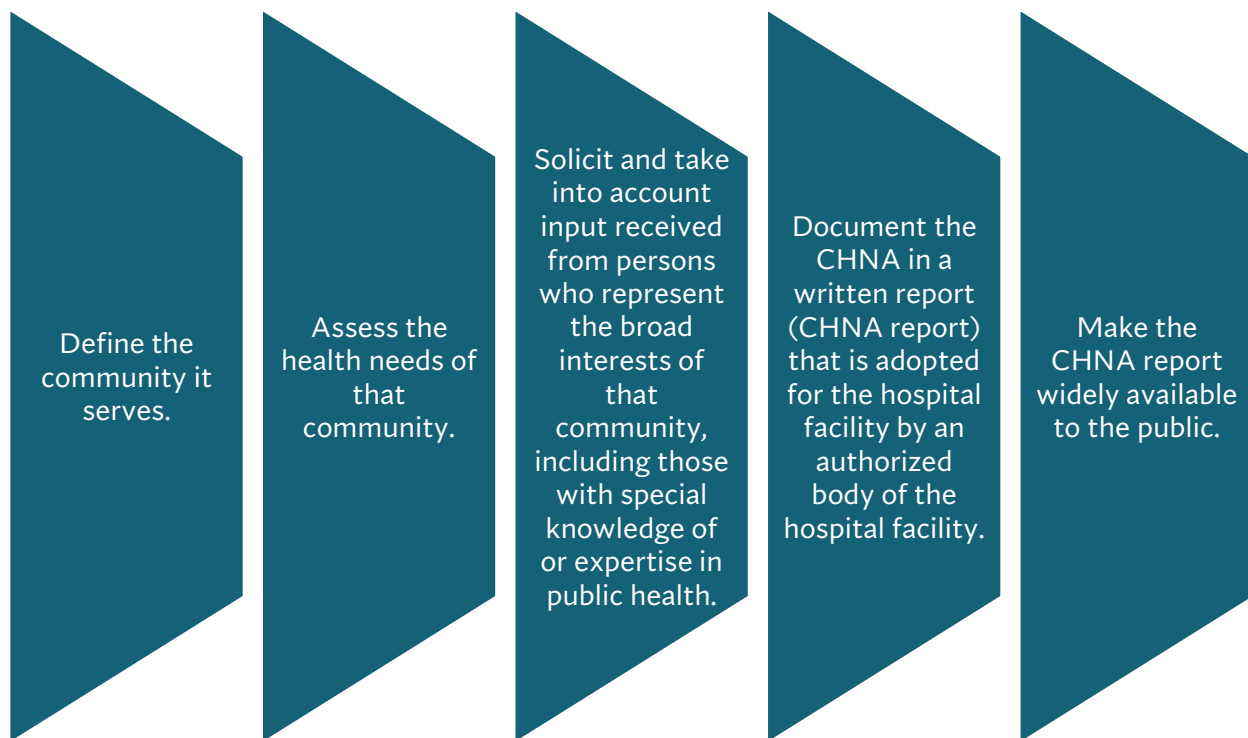 Define the
community it
serves.
Assess the
health needs of
that
community.
Solicit and take
into account
input received
from persons
who represent
the broad
interests of
that
community,
including those
with special
knowledge of
or expertise in
public health.
Document the
CHNA in a
written report
(CHNA report)
that is adopted
for the hospital
facility by an
authorized
body of the
hospital facility.
Make the
CHNA report
widely available
to the public.